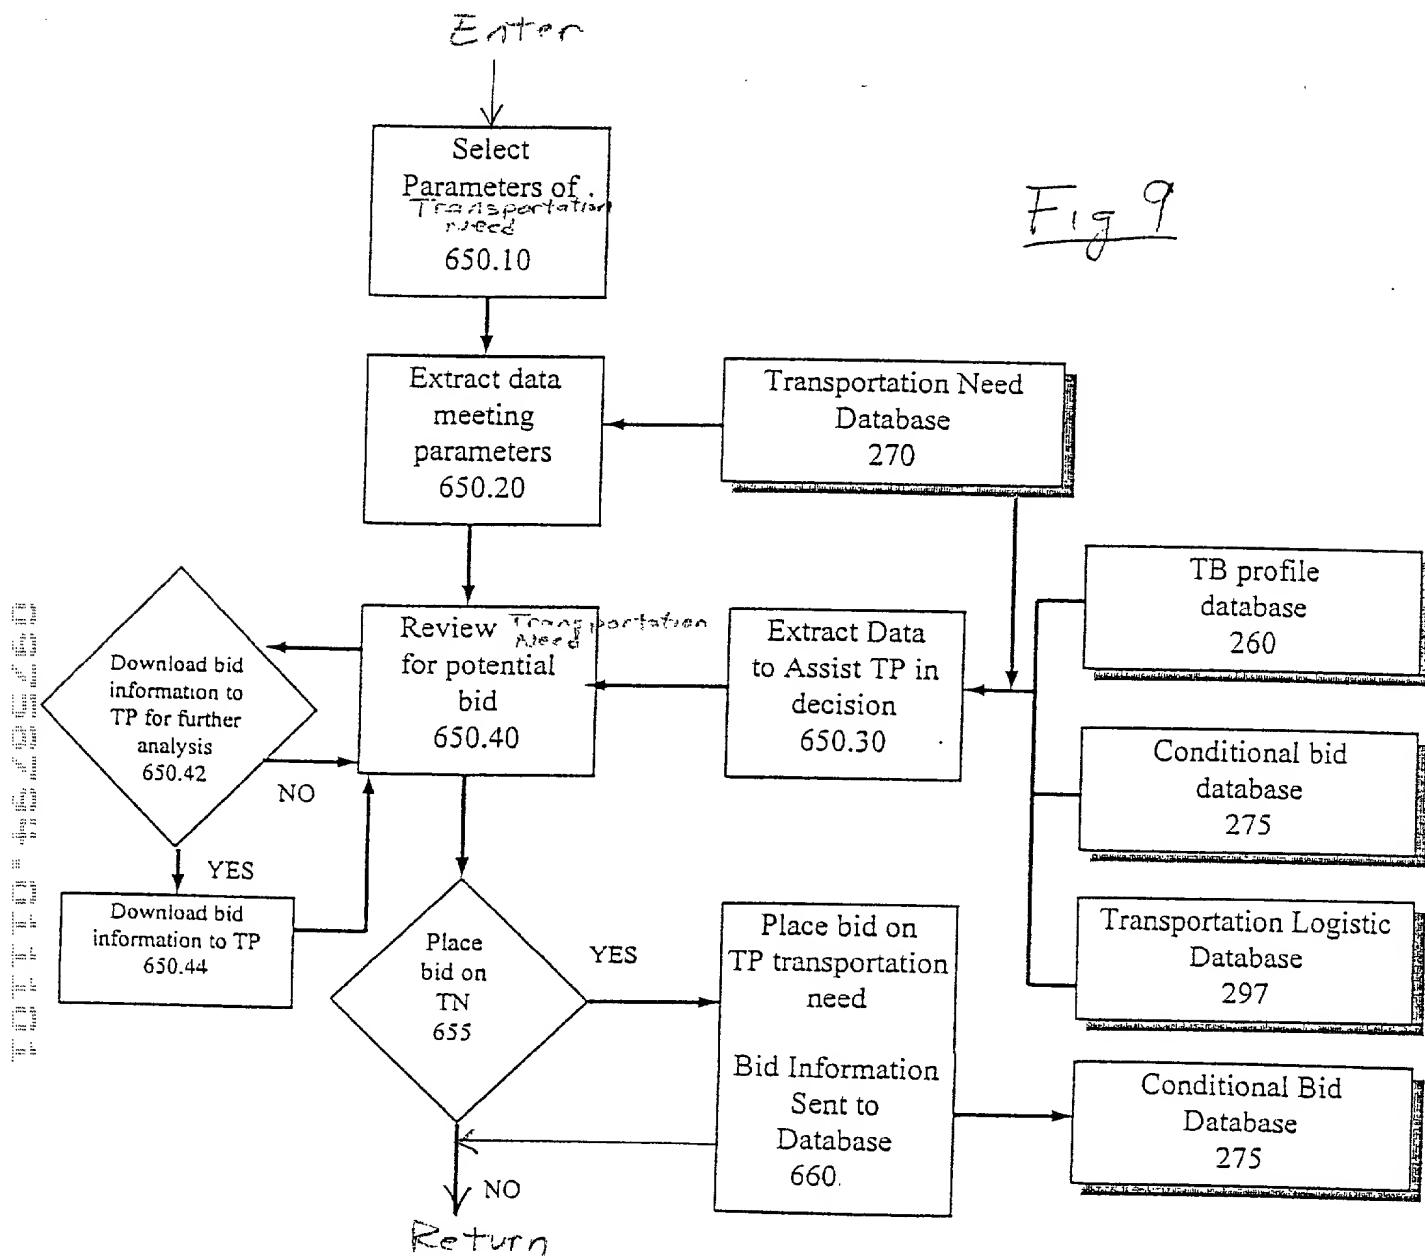 Enter
Fig 9
Select
Parameters of
Transportation
Need
650.10
Extract data
meeting
parameters
650.20
Transportation Need
Database
270
TB profile
database
260
Review Transportation
Need
for potential
bid
650.40
Extract Data
to Assist TP in
decision
650.30
Download bid
information to
TP for further
analysis
650.42
NO
YES
Conditional bid
database
275
Download bid
information to TP
650.44
Transportation Logistic
Database
297
Place
bid on
TN
655
YES
NO
Place bid on
TP transportation
need
Bid Information
Sent to
Database
660.
Conditional Bid
Database
275
Return